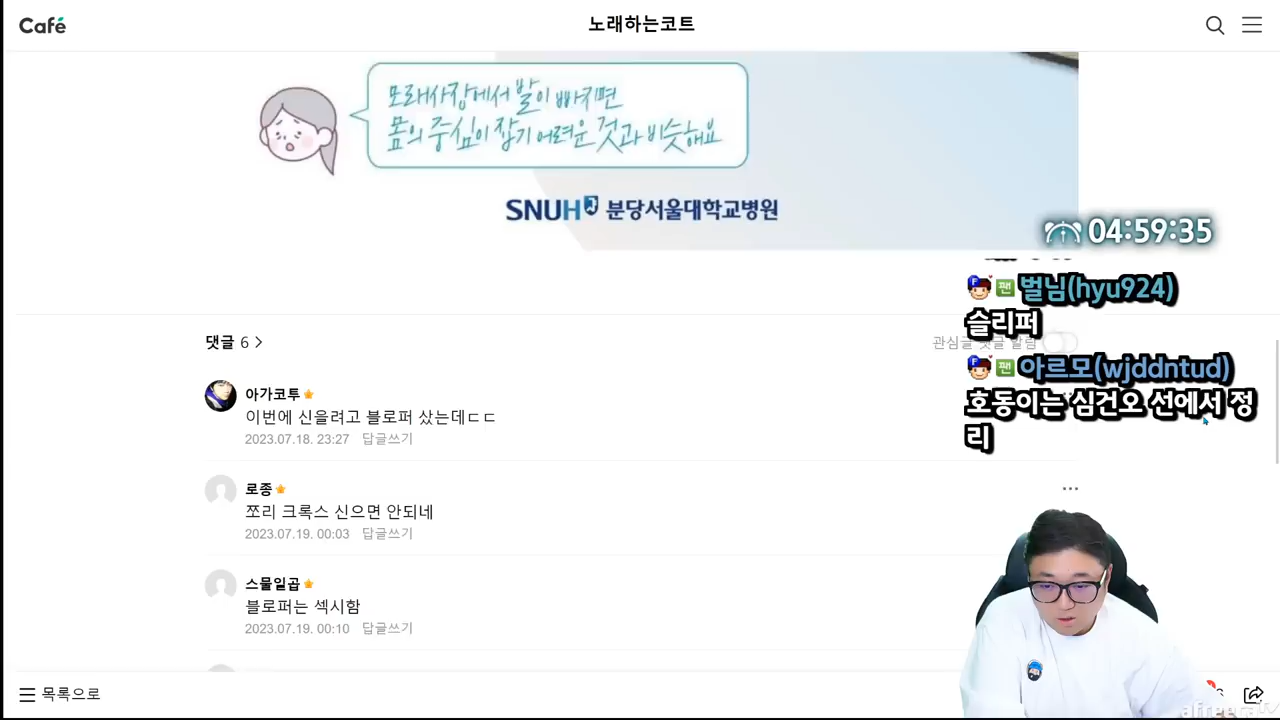 Café
노래하는코트
모래사장에서 발이 빠지면
몸의 중심이 잡기 어려운 것과 비슷해요
SNUH 분당서울대학교병원
04:59:35
팬 벌님(hyu924)
슬리퍼
댓글 6 >
관심글 댓글 알림
팬 아르모(wjddntud)
호동이는 심건오 선에서 정
리
아가코투
이번에 신을려고 블로퍼 샀는데ㄷㄷ
2023.07.18. 23:27 답글쓰기
로종
쪼리 크록스 신으면 안되네
2023.07.19. 00:03 답글쓰기
스물일곱
블로퍼는 섹시함
2023.07.19. 00:10 답글쓰기
목록으로
afreecaTV